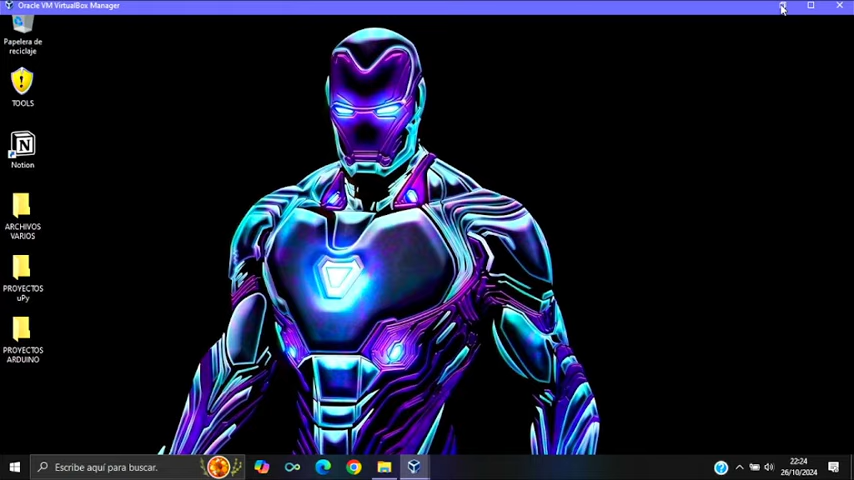 Oracle VM VirtualBox Manager
Papelera de
reciclaje
TOOLS
Notion
ARCHIVOS
VARIOS
PROYECTOS
uPy
PROYECTOS
ARDUINO
Escribe aquí para buscar.
22:24
26/10/2024